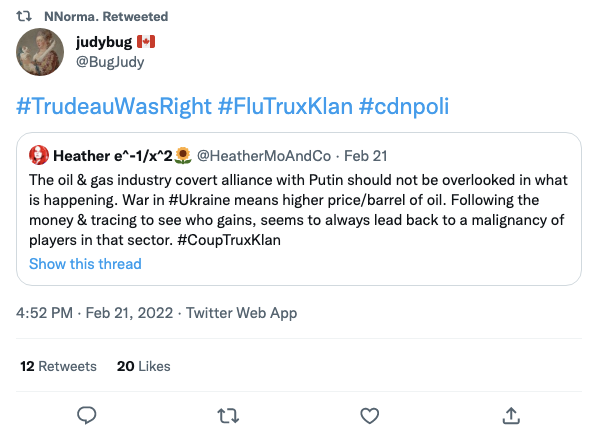 NNorma. Retweeted
judybug
@BugJudy
#TrudeauWasRight #FluTruxKlan #cdnpoli
Heather e^-1/x^2🌻 @HeatherMoAndCo · Feb 21
The oil & gas industry covert alliance with Putin should not be overlooked in what
is happening. War in #Ukraine means higher price/barrel of oil. Following the
money & tracing to see who gains, seems to always lead back to a malignancy of
players in that sector. #CoupTruxKlan
Show this thread
4:52 PM · Feb 21, 2022 · Twitter Web App
12 Retweets 20 Likes